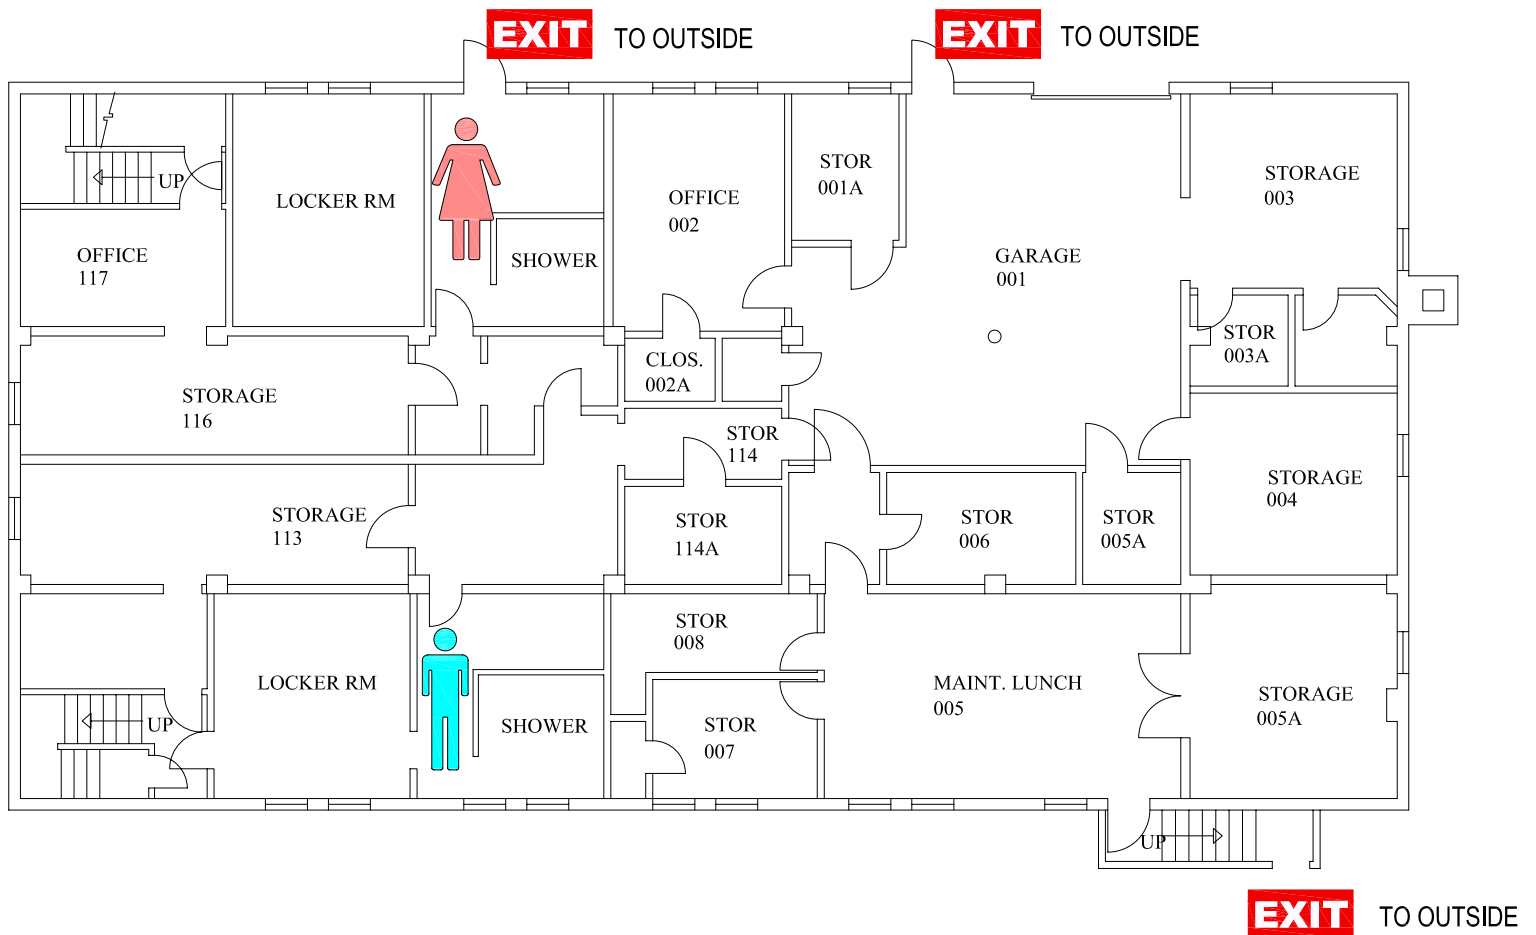 EXIT TO OUTSIDE
EXIT TO OUTSIDE
UP
LOCKER RM
OFFICE
117
SHOWER
OFFICE
002
STOR
001A
GARAGE
001
STORAGE
003
STOR
003A
CLOS.
002A
STORAGE
116
STOR
114
STORAGE
113
STOR
114A
STOR
006
STOR
005A
STORAGE
004
STOR
008
LOCKER RM
UP
SHOWER
STOR
007
MAINT. LUNCH
005
STORAGE
005A
UP
EXIT TO OUTSIDE